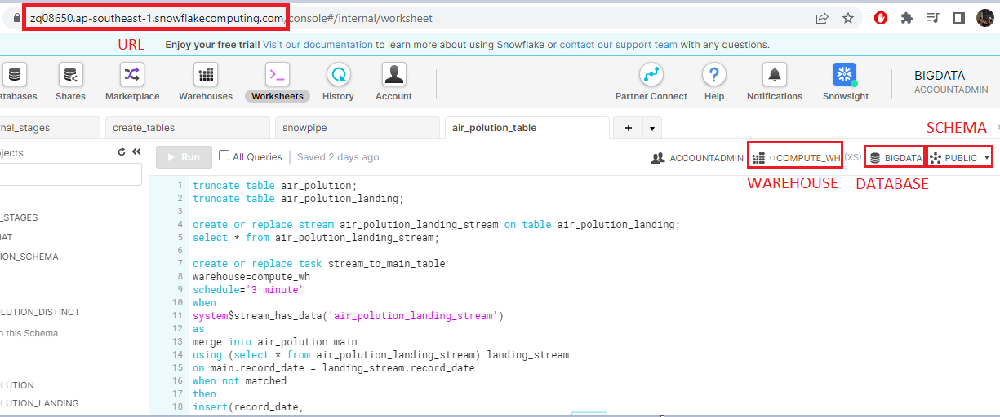 zq08650.ap-southeast-1.snowflakecomputing.com/console#/internal/worksheet
URL
Enjoy your free trial! Visit our documentation to learn more about using Snowflake or contact our support team with any questions.
atabases Shares Marketplace Warehouses Worksheets History Account Partner Connect Help Notifications Snowsight
BIGDATA
ACCOUNTADMIN
nal_stages create_tables snowpipe air_polution_table + SCHEMA
jects
Run All Queries Saved 2 days ago ACCOUNTADMIN COMPUTE_WH (XS) BIGDATA PUBLIC
WAREHOUSE DATABASE
_STAGES
MAT
ION_SCHEMA
OLUTION_DISTINCT
n this Schema
OLUTION
OLUTION_LANDING
1 truncate table air_polution;
2 truncate table air_polution_landing;
3
4 create or replace stream air_polution_landing_stream on table air_polution_landing;
5 select * from air_polution_landing_stream;
6
7 create or replace task stream_to_main_table
8 warehouse=compute_wh
9 schedule='3 minute'
10 when
11 system$stream_has_data('air_polution_landing_stream')
12 as
13 merge into air_polution main
14 using (select * from air_polution_landing_stream) landing_stream
15 on main.record_date = landing_stream.record_date
16 when not matched
17 then
18 insert(record_date,